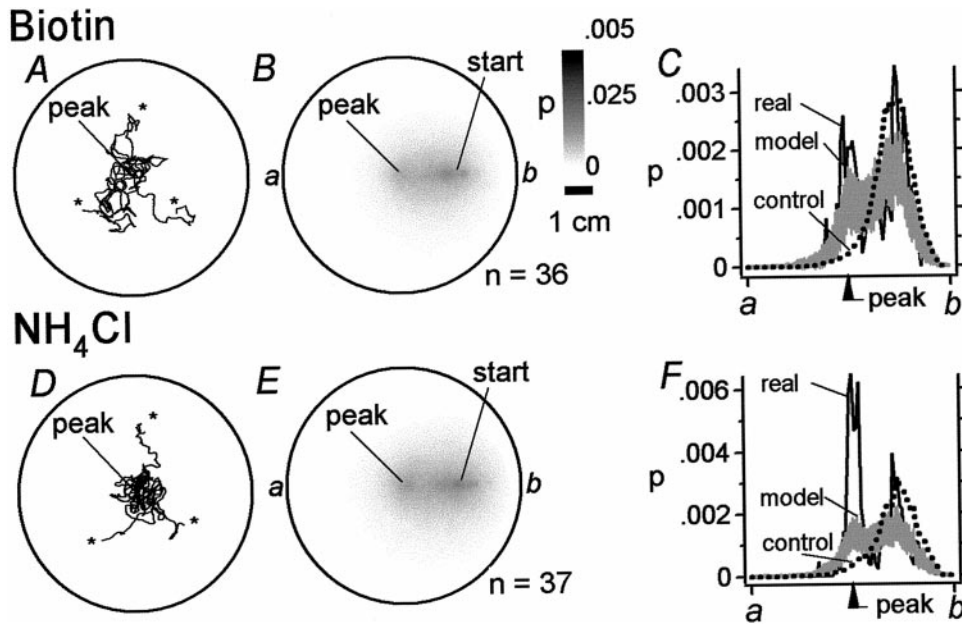 Biotin
A
peak
*
*
*
B
peak
start
a
b
n = 36
.005
p
.025
0
1 cm
C
.003
.002
p
.001
0
real
model
control
a
peak
b
NH₄Cl
D
peak
*
*
*
E
peak
start
a
b
n = 37
F
.006
.004
p
.002
0
real
model
control
a
peak
b